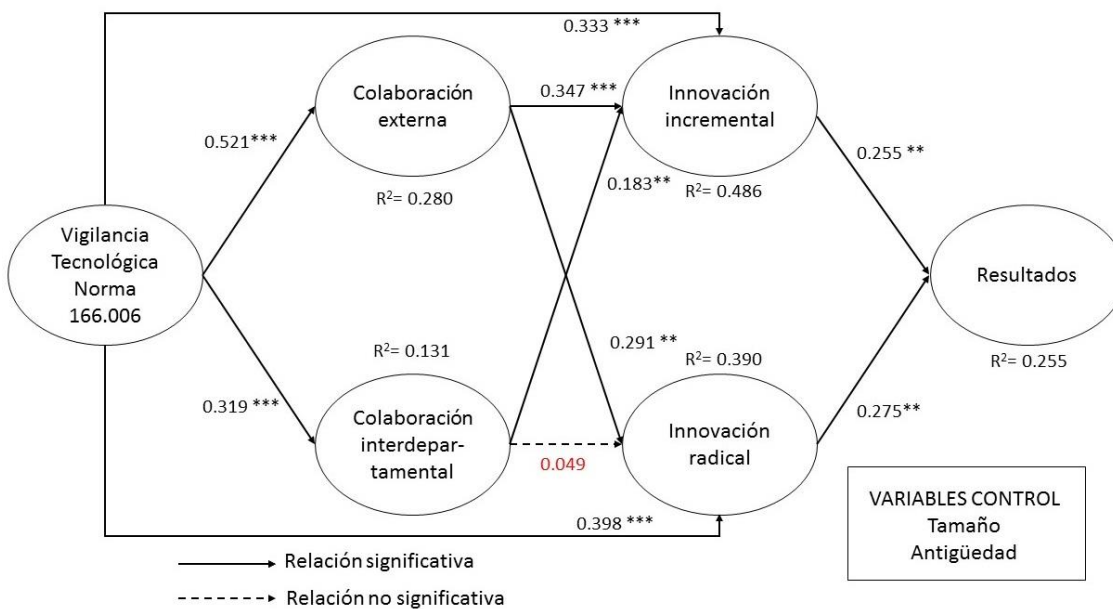 0.333 ***
Colaboración
externa
0.347 ***
Innovación
incremental
0.521***
0.255 **
0.183**
R²= 0.280
R²= 0.486
Vigilancia
Tecnológica
Norma
166.006
Resultados
R²= 0.131
0.291 **
R²= 0.390
R²= 0.255
0.319 ***
Colaboración
interdepar-
tamental
0.049
Innovación
radical
0.275**
0.398 ***
VARIABLES CONTROL
Tamaño
Antigüedad
Relación significativa
Relación no significativa